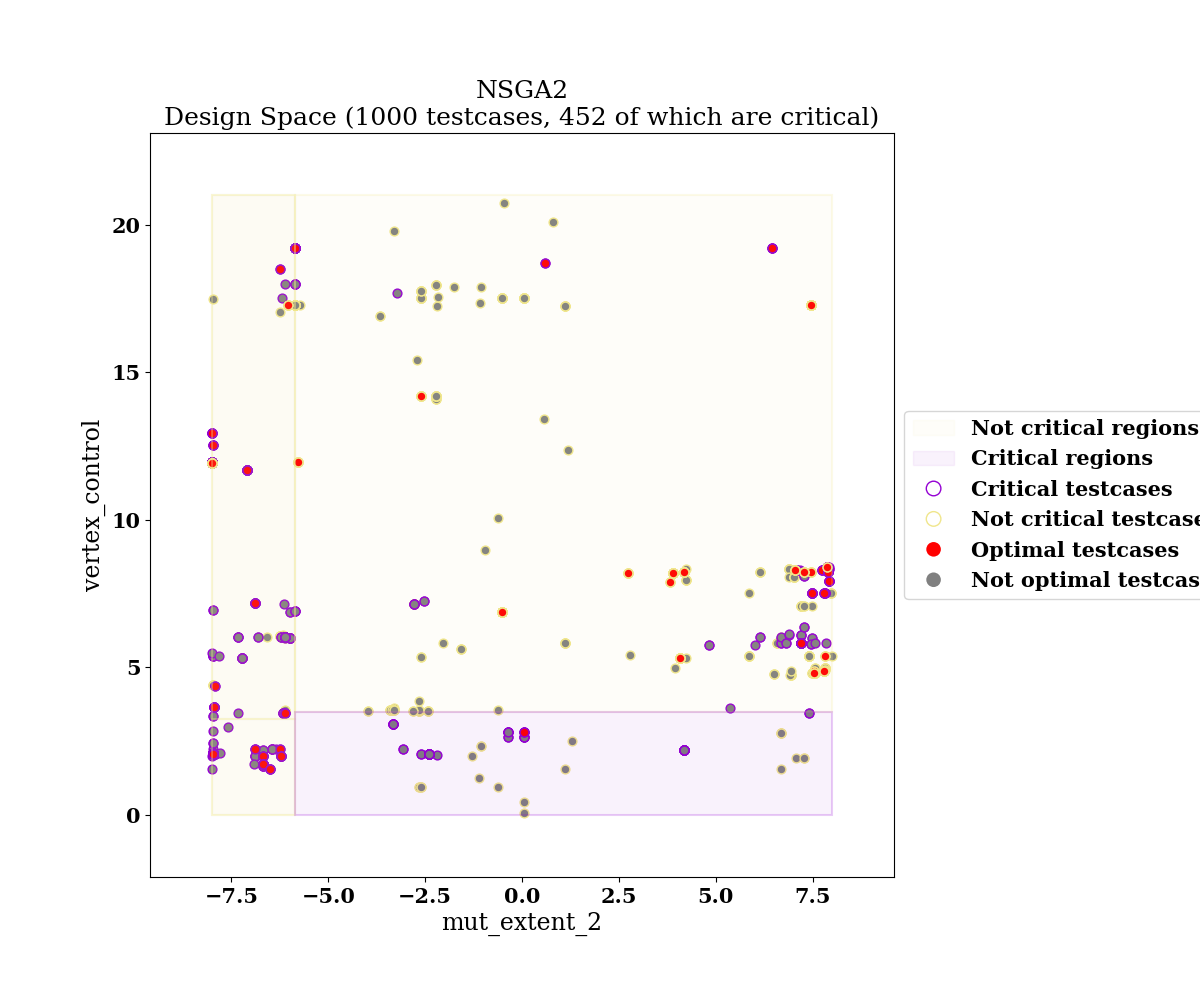 NSGA2
Design Space (1000 testcases, 452 of which are critical)
vertex_control
20
15
10
5
0
−7.5
−5.0
−2.5
0.0
2.5
5.0
7.5
mut_extent_2
Not critical regions
Critical regions
Critical testcases
Not critical testcase
Optimal testcases
Not optimal testcas